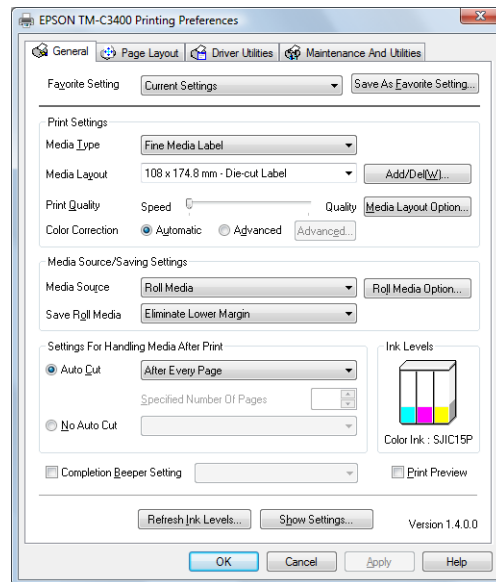 EPSON TM-C3400 Printing Preferences
General Page Layout Driver Utilities Maintenance And Utilities
Favorite Setting Current Settings Save As Favorite Setting...
Print Settings
Media Type Fine Media Label
Media Layout 108 x 174.8 mm - Die-cut Label Add/Del[W]...
Print Quality Speed Quality Media Layout Option...
Color Correction Automatic Advanced Advanced...
Media Source/Saving Settings
Media Source Roll Media Roll Media Option...
Save Roll Media Eliminate Lower Margin
Settings For Handling Media After Print Ink Levels
Auto Cut After Every Page
Specified Number Of Pages
No Auto Cut
Color Ink : SJIC15P
Completion Beeper Setting Print Preview
Refresh Ink Levels... Show Settings... Version 1.4.0.0
OK Cancel Apply Help